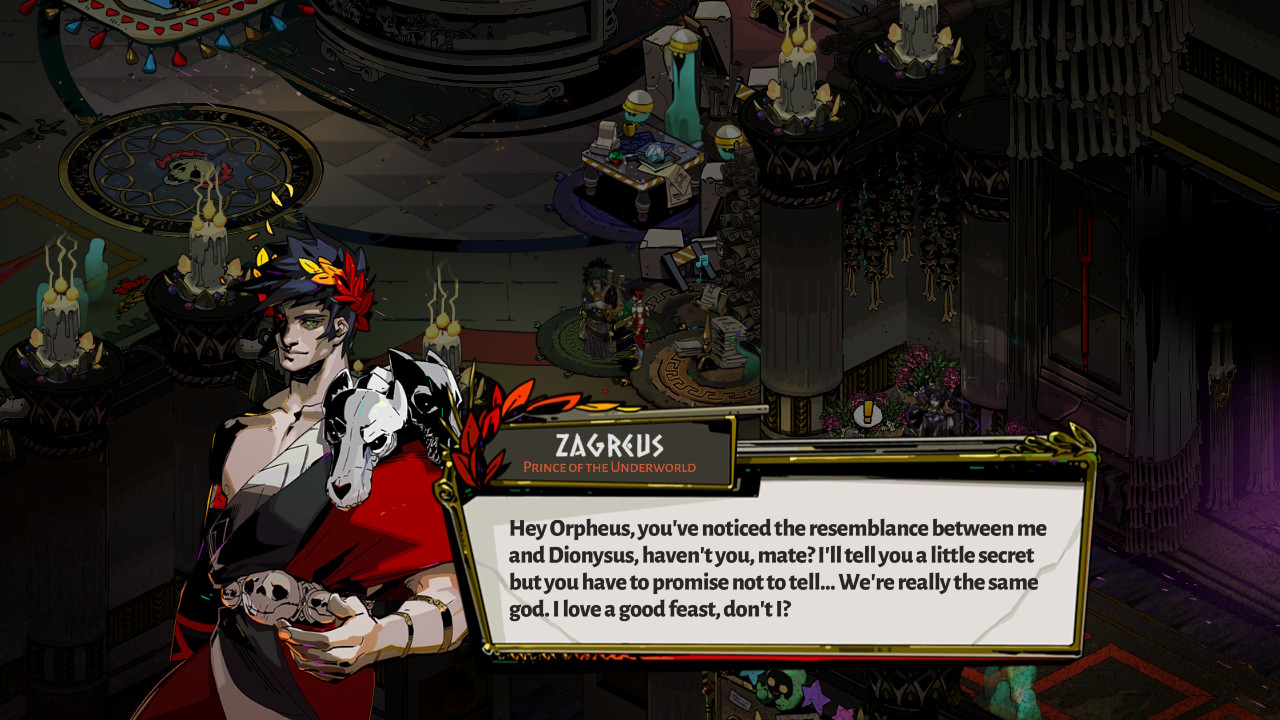 ZAGREUS
PRINCE OF THE UNDERWORLD
Hey Orpheus, you've noticed the resemblance between me
and Dionysus, haven't you, mate? I'll tell you a little secret
but you have to promise not to tell... We're really the same
god. I love a good feast, don't I?